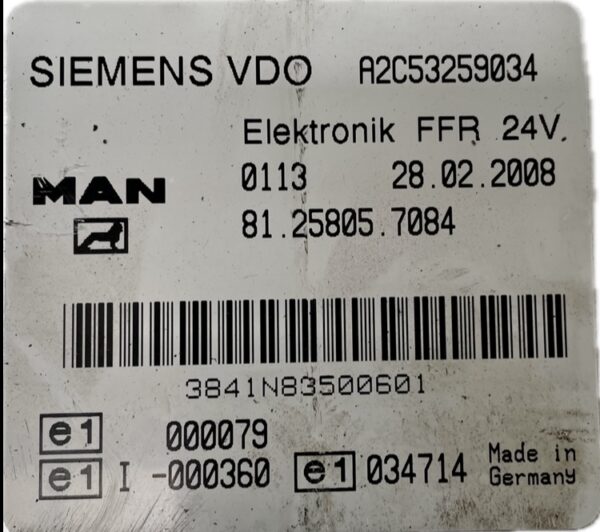 SIEMENS VDO A2C53259034
Elektronik FFR 24V.
MAN 0113 28.02.2008
81.25805.7084
3841N83500601
e1 000079
e1 I -000360 e1 034714 Made in
Germany